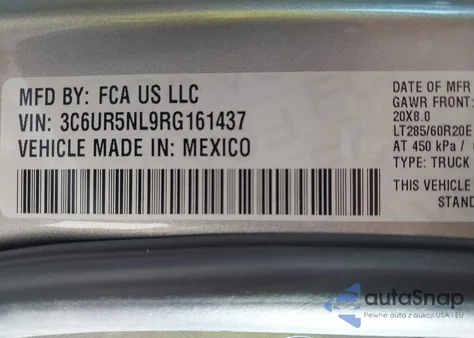 MFD BY: FCA US LLC
VIN: 3C6UR5NL9RG161437
VEHICLE MADE IN: MEXICO
DATE OF MFR
GAWR FRONT:
20X8.0
LT285/60R20E
AT 450 kPa /
TYPE: TRUCK
THIS VEHICLE
STAND
autoSnap
Pewne auta z aukcji USA i EU